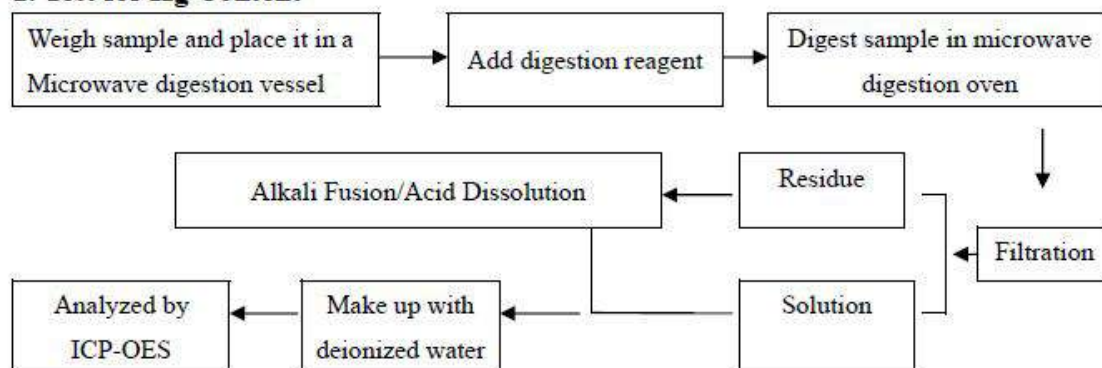 Weigh sample and place it in a
Microwave digestion vessel
Add digestion reagent
Digest sample in microwave
digestion oven
Alkali Fusion/Acid Dissolution
Residue
Filtration
Analyzed by
ICP-OES
Make up with
deionized water
Solution